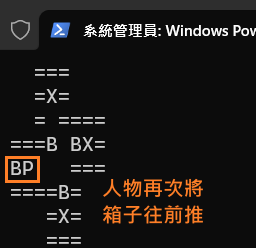 系統管理員: Windows Pow
===
=X=
= ====
===B BX=
BP    ===
====B=
=X=
===
人物再次將
箱子往前推